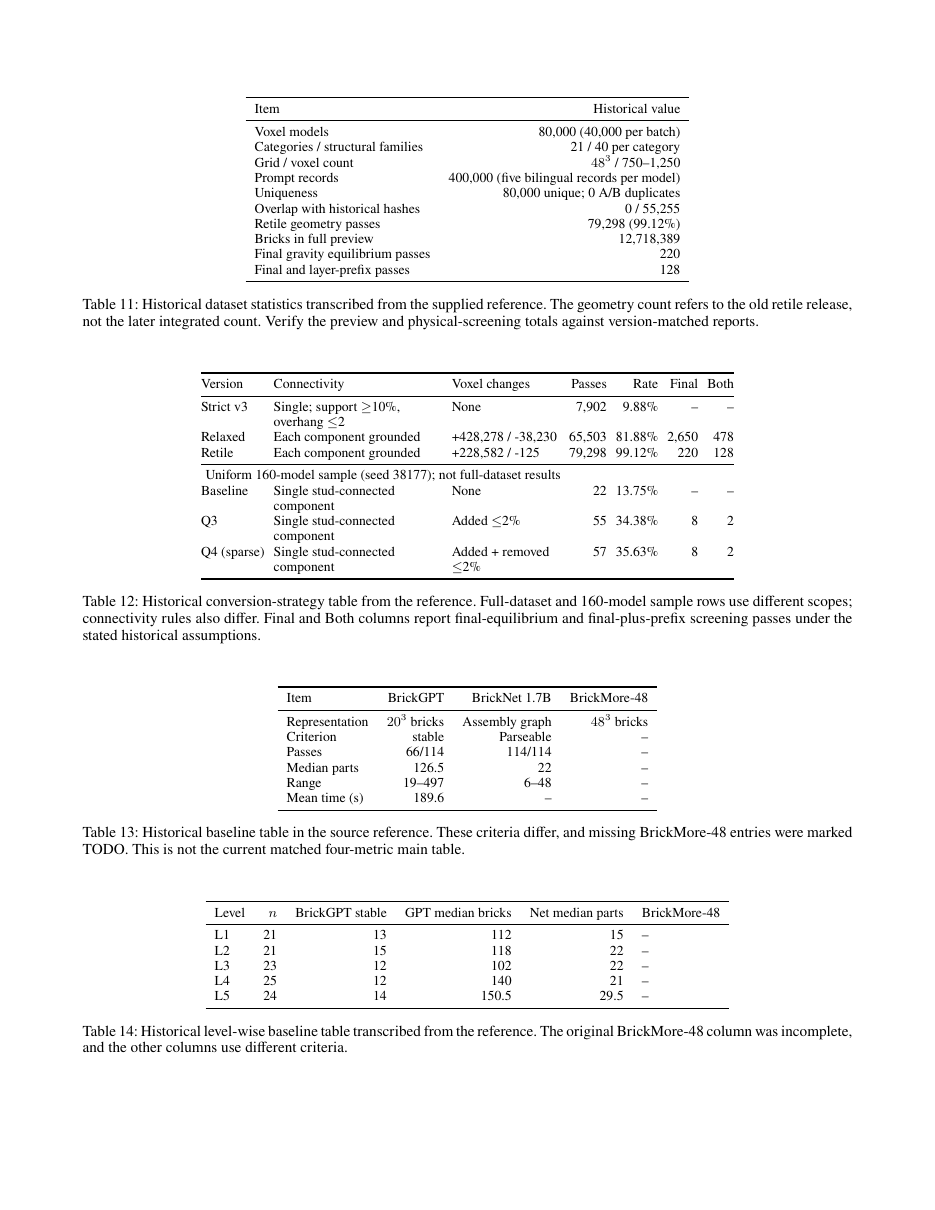 Item Historical value
Voxel models 80,000 (40,000 per batch)
Categories / structural families 21 / 40 per category
Grid / voxel count 48³ / 750–1,250
Prompt records 400,000 (five bilingual records per model)
Uniqueness 80,000 unique; 0 A/B duplicates
Overlap with historical hashes 0 / 55,255
Retile geometry passes 79,298 (99.12%)
Bricks in full preview 12,718,389
Final gravity equilibrium passes 220
Final and layer-prefix passes 128
Table 11: Historical dataset statistics transcribed from the supplied reference. The geometry count refers to the old retile release,
not the later integrated count. Verify the preview and physical-screening totals against version-matched reports.
Version Connectivity Voxel changes Passes Rate Final Both
Strict v3 Single; support ≥10%, None 7,902 9.88% – –
overhang ≤2
Relaxed Each component grounded +428,278 / -38,230 65,503 81.88% 2,650 478
Retile Each component grounded +228,582 / -125 79,298 99.12% 220 128
Uniform 160-model sample (seed 38177); not full-dataset results
Baseline Single stud-connected None 22 13.75% – –
component
Q3 Single stud-connected Added ≤2% 55 34.38% 8 2
component
Q4 (sparse) Single stud-connected Added + removed 57 35.63% 8 2
component ≤2%
Table 12: Historical conversion-strategy table from the reference. Full-dataset and 160-model sample rows use different scopes;
connectivity rules also differ. Final and Both columns report final-equilibrium and final-plus-prefix screening passes under the
stated historical assumptions.
Item BrickGPT BrickNet 1.7B BrickMore-48
Representation 20³ bricks Assembly graph 48³ bricks
Criterion stable Parseable –
Passes 66/114 114/114 –
Median parts 126.5 22 –
Range 19–497 6–48 –
Mean time (s) 189.6 – –
Table 13: Historical baseline table in the source reference. These criteria differ, and missing BrickMore-48 entries were marked
TODO. This is not the current matched four-metric main table.
Level n BrickGPT stable GPT median bricks Net median parts BrickMore-48
L1 21 13 112 15 –
L2 21 15 118 22 –
L3 23 12 102 22 –
L4 25 12 140 21 –
L5 24 14 150.5 29.5 –
Table 14: Historical level-wise baseline table transcribed from the reference. The original BrickMore-48 column was incomplete,
and the other columns use different criteria.